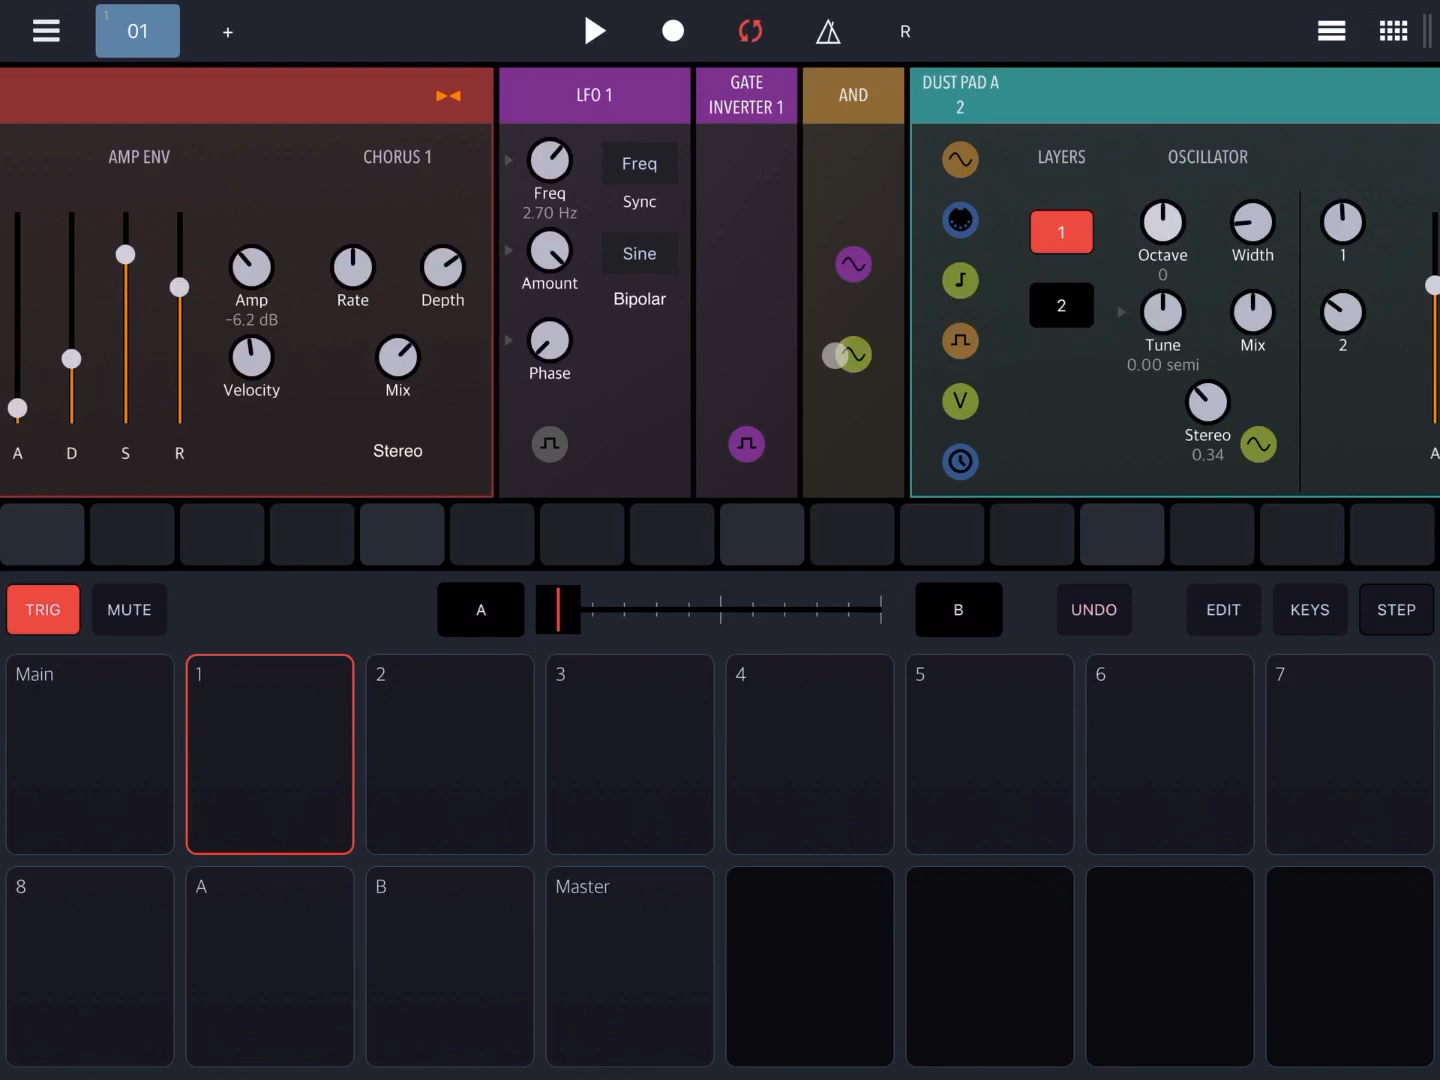 1
01
+
R
LFO 1
GATE
INVERTER 1
AND
DUST PAD A
2
AMP ENV
CHORUS 1
Freq
2.70 Hz
Freq
Sync
LAYERS
OSCILLATOR
1
2
Octave
0
Width
1
Amp
-6.2 dB
Rate
Depth
Amount
Sine
Bipolar
Tune
0.00 semi
Mix
2
Velocity
Mix
Phase
V
Stereo
0.34
A
D
S
R
Stereo
A
TRIG
MUTE
A
B
UNDO
EDIT
KEYS
STEP
Main
1
2
3
4
5
6
7
8
A
B
Master